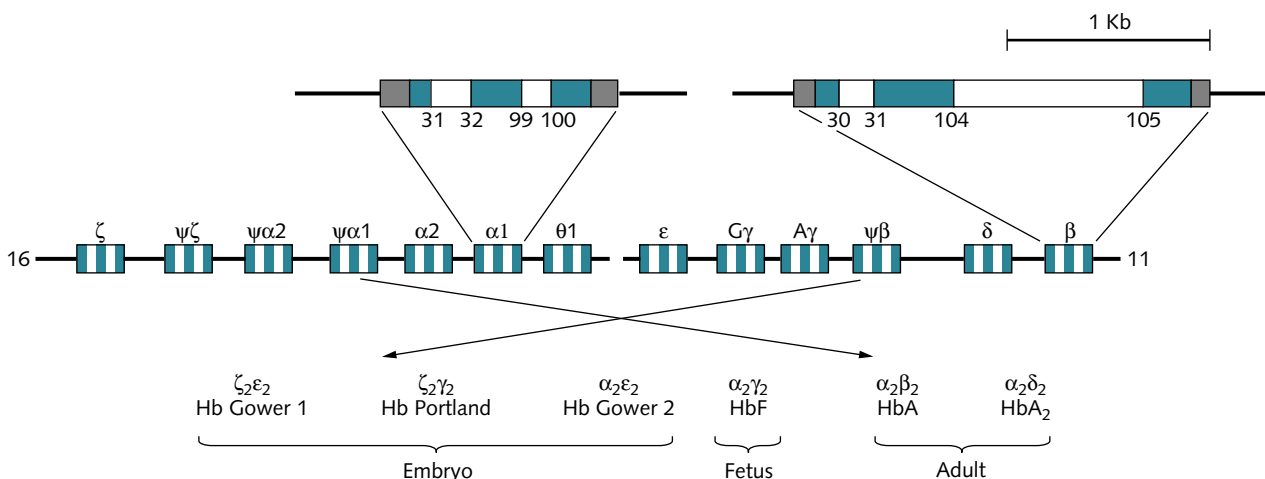 1 Kb
31 32 99 100 30 31 104 105
ζ ψζ ψα2 ψα1 α2 α1 θ1 ε Gγ Aγ ψβ δ β
16 11
ζ₂ε₂ ζ₂γ₂ α₂ε₂ α₂γ₂ α₂β₂ α₂δ₂
Hb Gower 1 Hb Portland Hb Gower 2 HbF HbA HbA₂
Embryo Fetus Adult